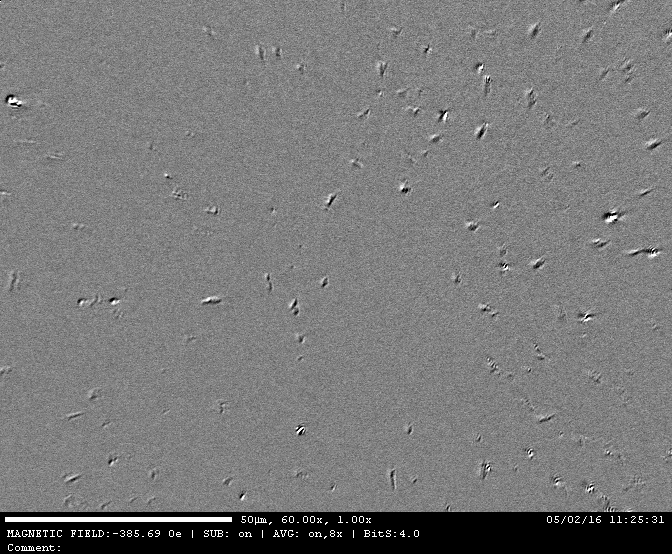 50µm, 60.00x, 1.00x 05/02/16 11:25:31
MAGNETIC FIELD:-385.69 Oe | SUB: on | AVG: on,8x | BitS:4.0
Comment: